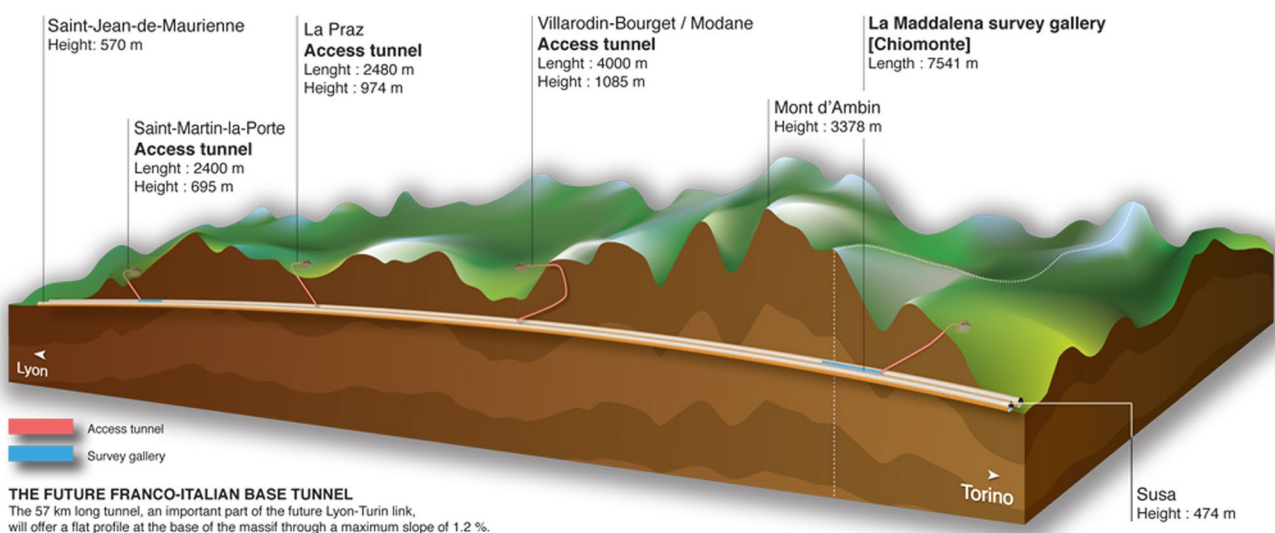 Saint-Jean-de-Maurienne
Height: 570 m
La Praz
Access tunnel
Lenght : 2480 m
Height : 974 m
Villarodin-Bourget / Modane
Access tunnel
Lenght : 4000 m
Height : 1085 m
La Maddalena survey gallery
[Chiomonte]
Length : 7541 m
Mont d'Ambin
Height : 3378 m
Saint-Martin-la-Porte
Access tunnel
Lenght : 2400 m
Height : 695 m
Lyon
Access tunnel
Survey gallery
Torino
Susa
Height : 474 m
THE FUTURE FRANCO-ITALIAN BASE TUNNEL
The 57 km long tunnel, an important part of the future Lyon-Turin link,
will offer a flat profile at the base of the massif through a maximum slope of 1.2 %.